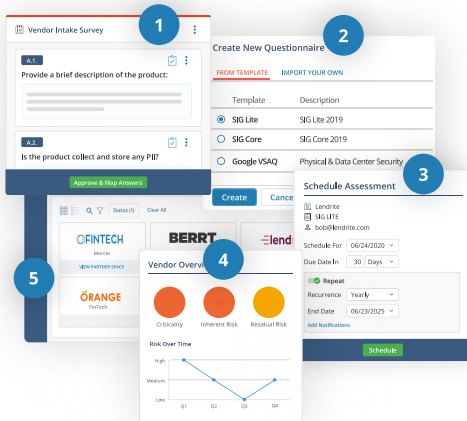 1
Vendor Intake Survey
A.1.
Provide a brief description of the product:
A.2.
Is the product collect and store any PII?
Approve & Map Answers
2
Create New Questionnaire
FROM TEMPLATE IMPORT YOUR OWN
Template Description
SIG Lite SIG Lite 2019
SIG Core SIG Core 2019
Google VSAQ Physical & Data Center Security
Create Cance
3
Schedule Assessment
Lendrite
SIG LITE
bob@lendrite.com
Schedule For 06/24/2020
Due Date In 30 Days
Repeat
Recurrence Yearly
End Date 06/23/2025
Add Notifications
Schedule
4
Vendor Overvi
Criticality Inherent Risk Residual Risk
Risk Over Time
High
Medium
Low
Q1 Q2 Q3 Q4
5
Status (1) Clear All
FINTECH
Mercer
VIEW PARTNER SPACE
BERRT
lend
ORANGE
FinTech